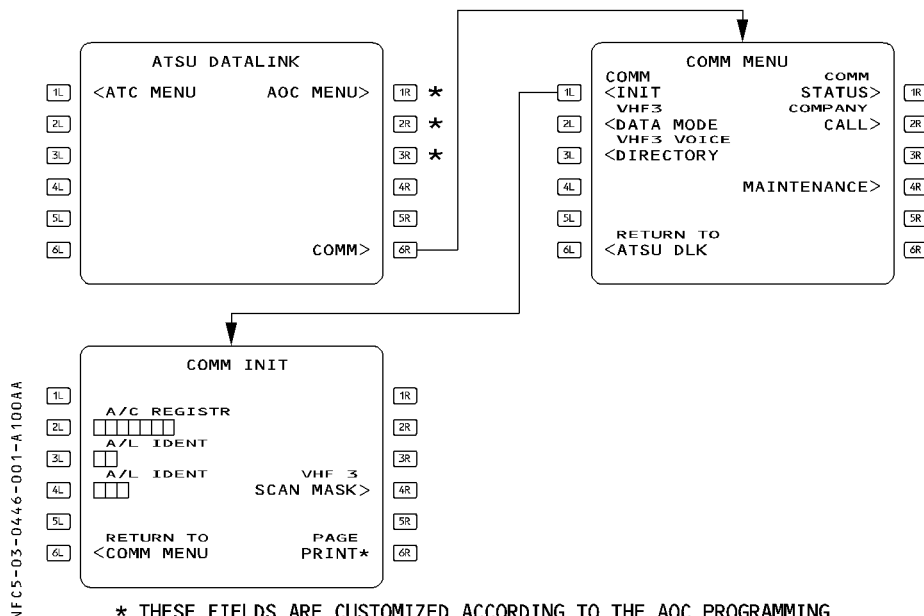 ATSU DATALINK
1L <ATC MENU AOC MENU> 1R *
2L 2R *
3L 3R *
4L 4R
5L 5R
6L COMM> 6R
COMM MENU
COMM COMM
1L <INIT STATUS> 1R
VHF3 COMPANY
2L <DATA MODE CALL> 2R
VHF3 VOICE
3L <DIRECTORY 3R
4L MAINTENANCE> 4R
5L 5R
RETURN TO
6L <ATSU DLK 6R
COMM INIT
1L 1R
A/C REGISTR
2L 2R
A/L IDENT
3L 3R
A/L IDENT VHF 3
4L SCAN MASK> 4R
5L 5R
RETURN TO PAGE
6L <COMM MENU PRINT* 6R
NFC5-03-0446-001-A100AA
* THESE FIELDS ARE CUSTOMIZED ACCORDING TO THE AOC PROGRAMMING